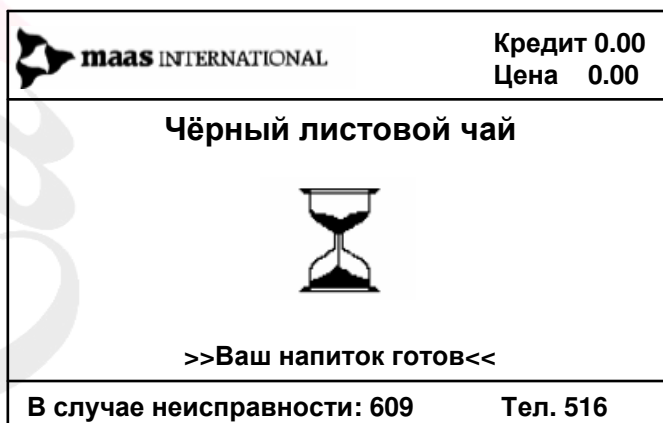 maas INTERNATIONAL
Кредит 0.00
Цена 0.00
Чёрный листовой чай
>>Ваш напиток готов<<
В случае неисправности: 609 Тел. 516